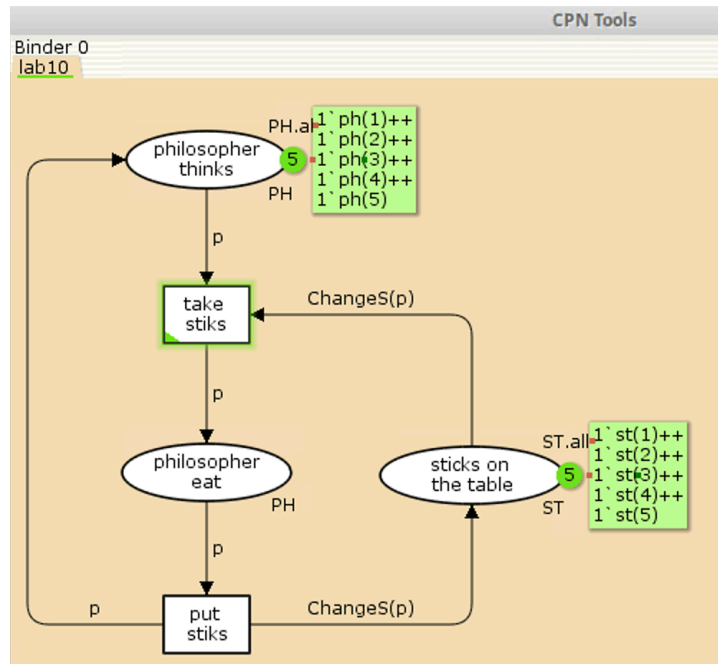 CPN Tools
Binder 0
lab10
PH.all
1`ph(1)++
1`ph(2)++
1`ph(3)++
1`ph(4)++
1`ph(5)
philosopher
thinks
5
PH
p
take
stiks
ChangeS(p)
p
philosopher
eat
PH
sticks on
the table
5
ST.all
ST
1`st(1)++
1`st(2)++
1`st(3)++
1`st(4)++
1`st(5)
p
p
put
stiks
ChangeS(p)